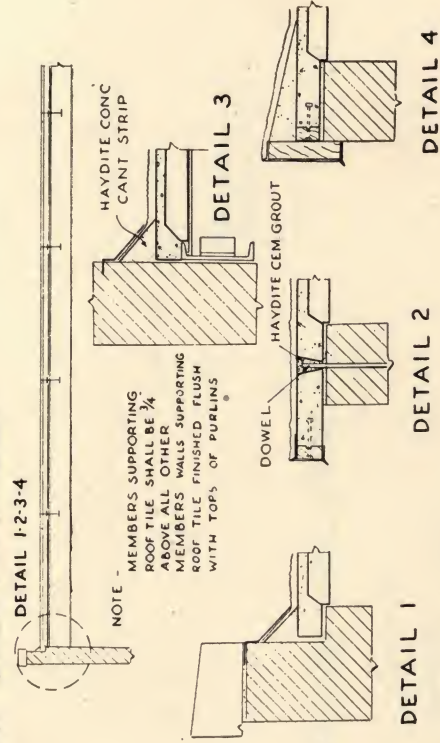 DETAIL 1-2-3-4
NOTE -
MEMBERS SUPPORTING
ROOF TILE SHALL BE 3/4
ABOVE ALL OTHER
MEMBERS WALLS SUPPORTING
ROOF TILE FINISHED FLUSH
WITH TOPS OF PURLINS
HAYDITE CONC
CANT STRIP
DETAIL 3
DETAIL 1
DOWEL
HAYDITE CEM GROUT
DETAIL 2
DETAIL 4